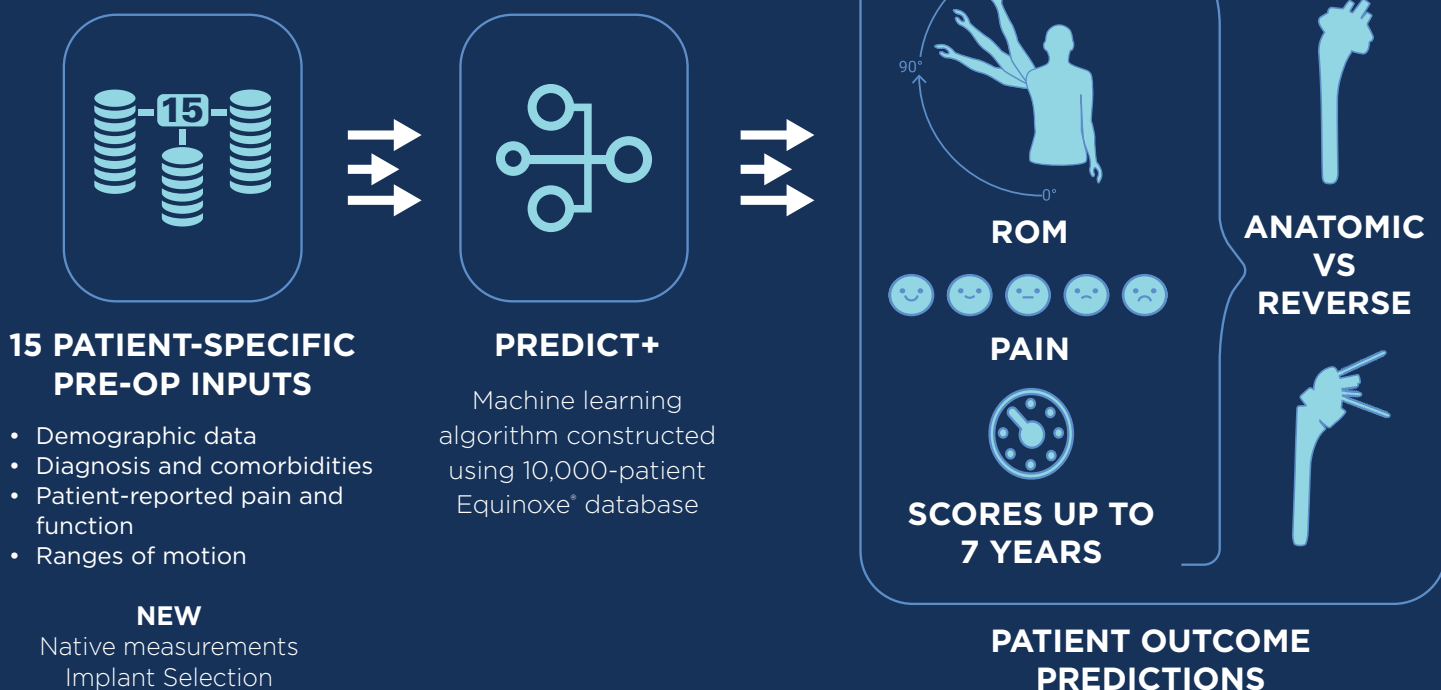 15
15 PATIENT-SPECIFIC
PRE-OP INPUTS
• Demographic data
• Diagnosis and comorbidities
• Patient-reported pain and
function
• Ranges of motion
NEW
Native measurements
Implant Selection
PREDICT+
Machine learning
algorithm constructed
using 10,000-patient
Equinoxe® database
90°
0°
ROM
PAIN
SCORES UP TO
7 YEARS
ANATOMIC
VS
REVERSE
PATIENT OUTCOME
PREDICTIONS